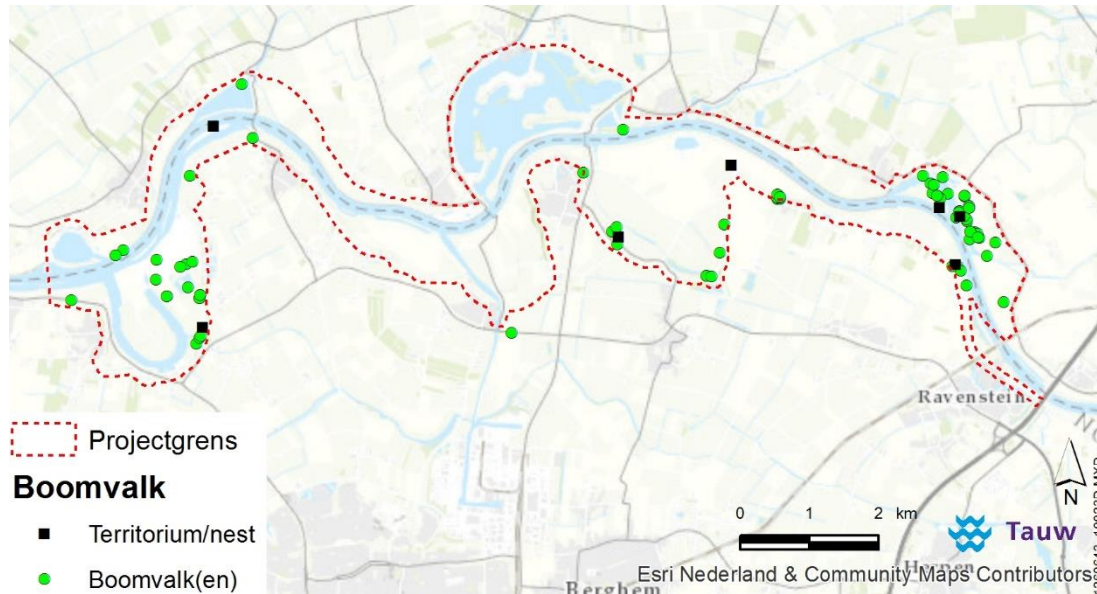 Ravenstein
Projectgrens
Boomvalk
Territorium/nest
Boomvalk(en)
0 1 2 km
N
Tauw
Esri Nederland & Community Maps Contributors
Berghem